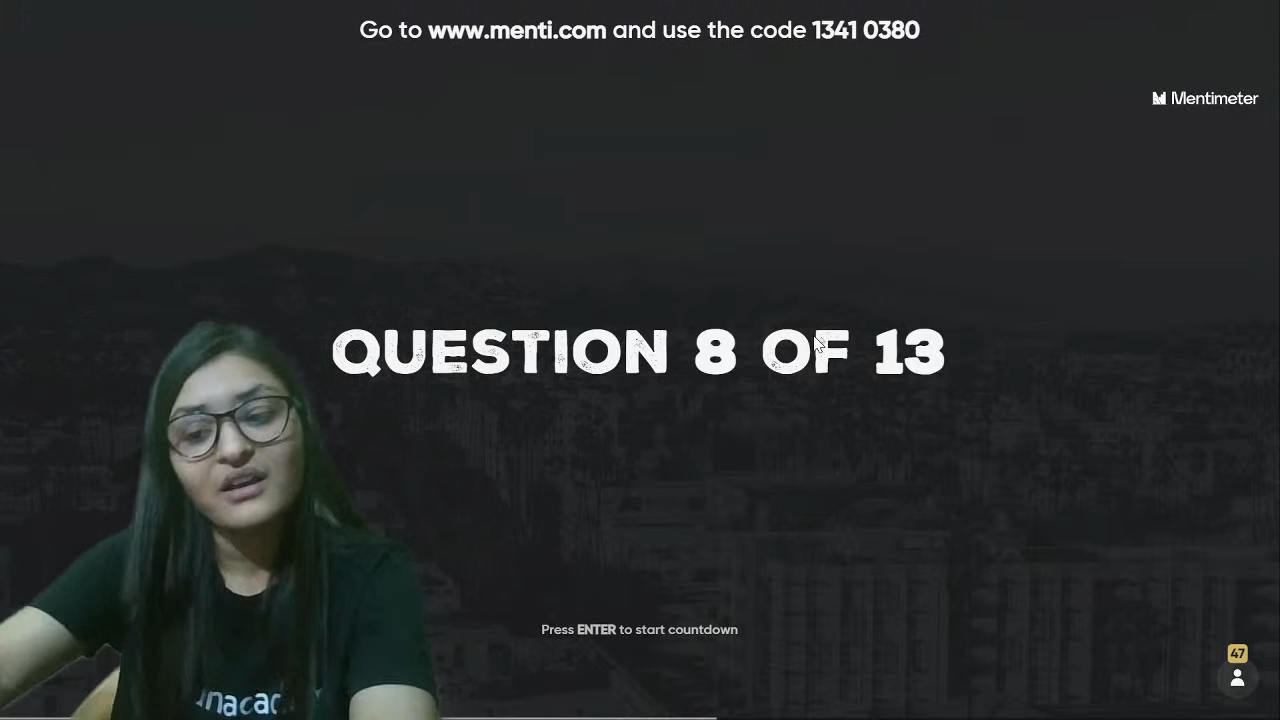 Go to www.menti.com and use the code 1341 0380
Mentimeter
QUESTION 8 OF 13
Press ENTER to start countdown
47